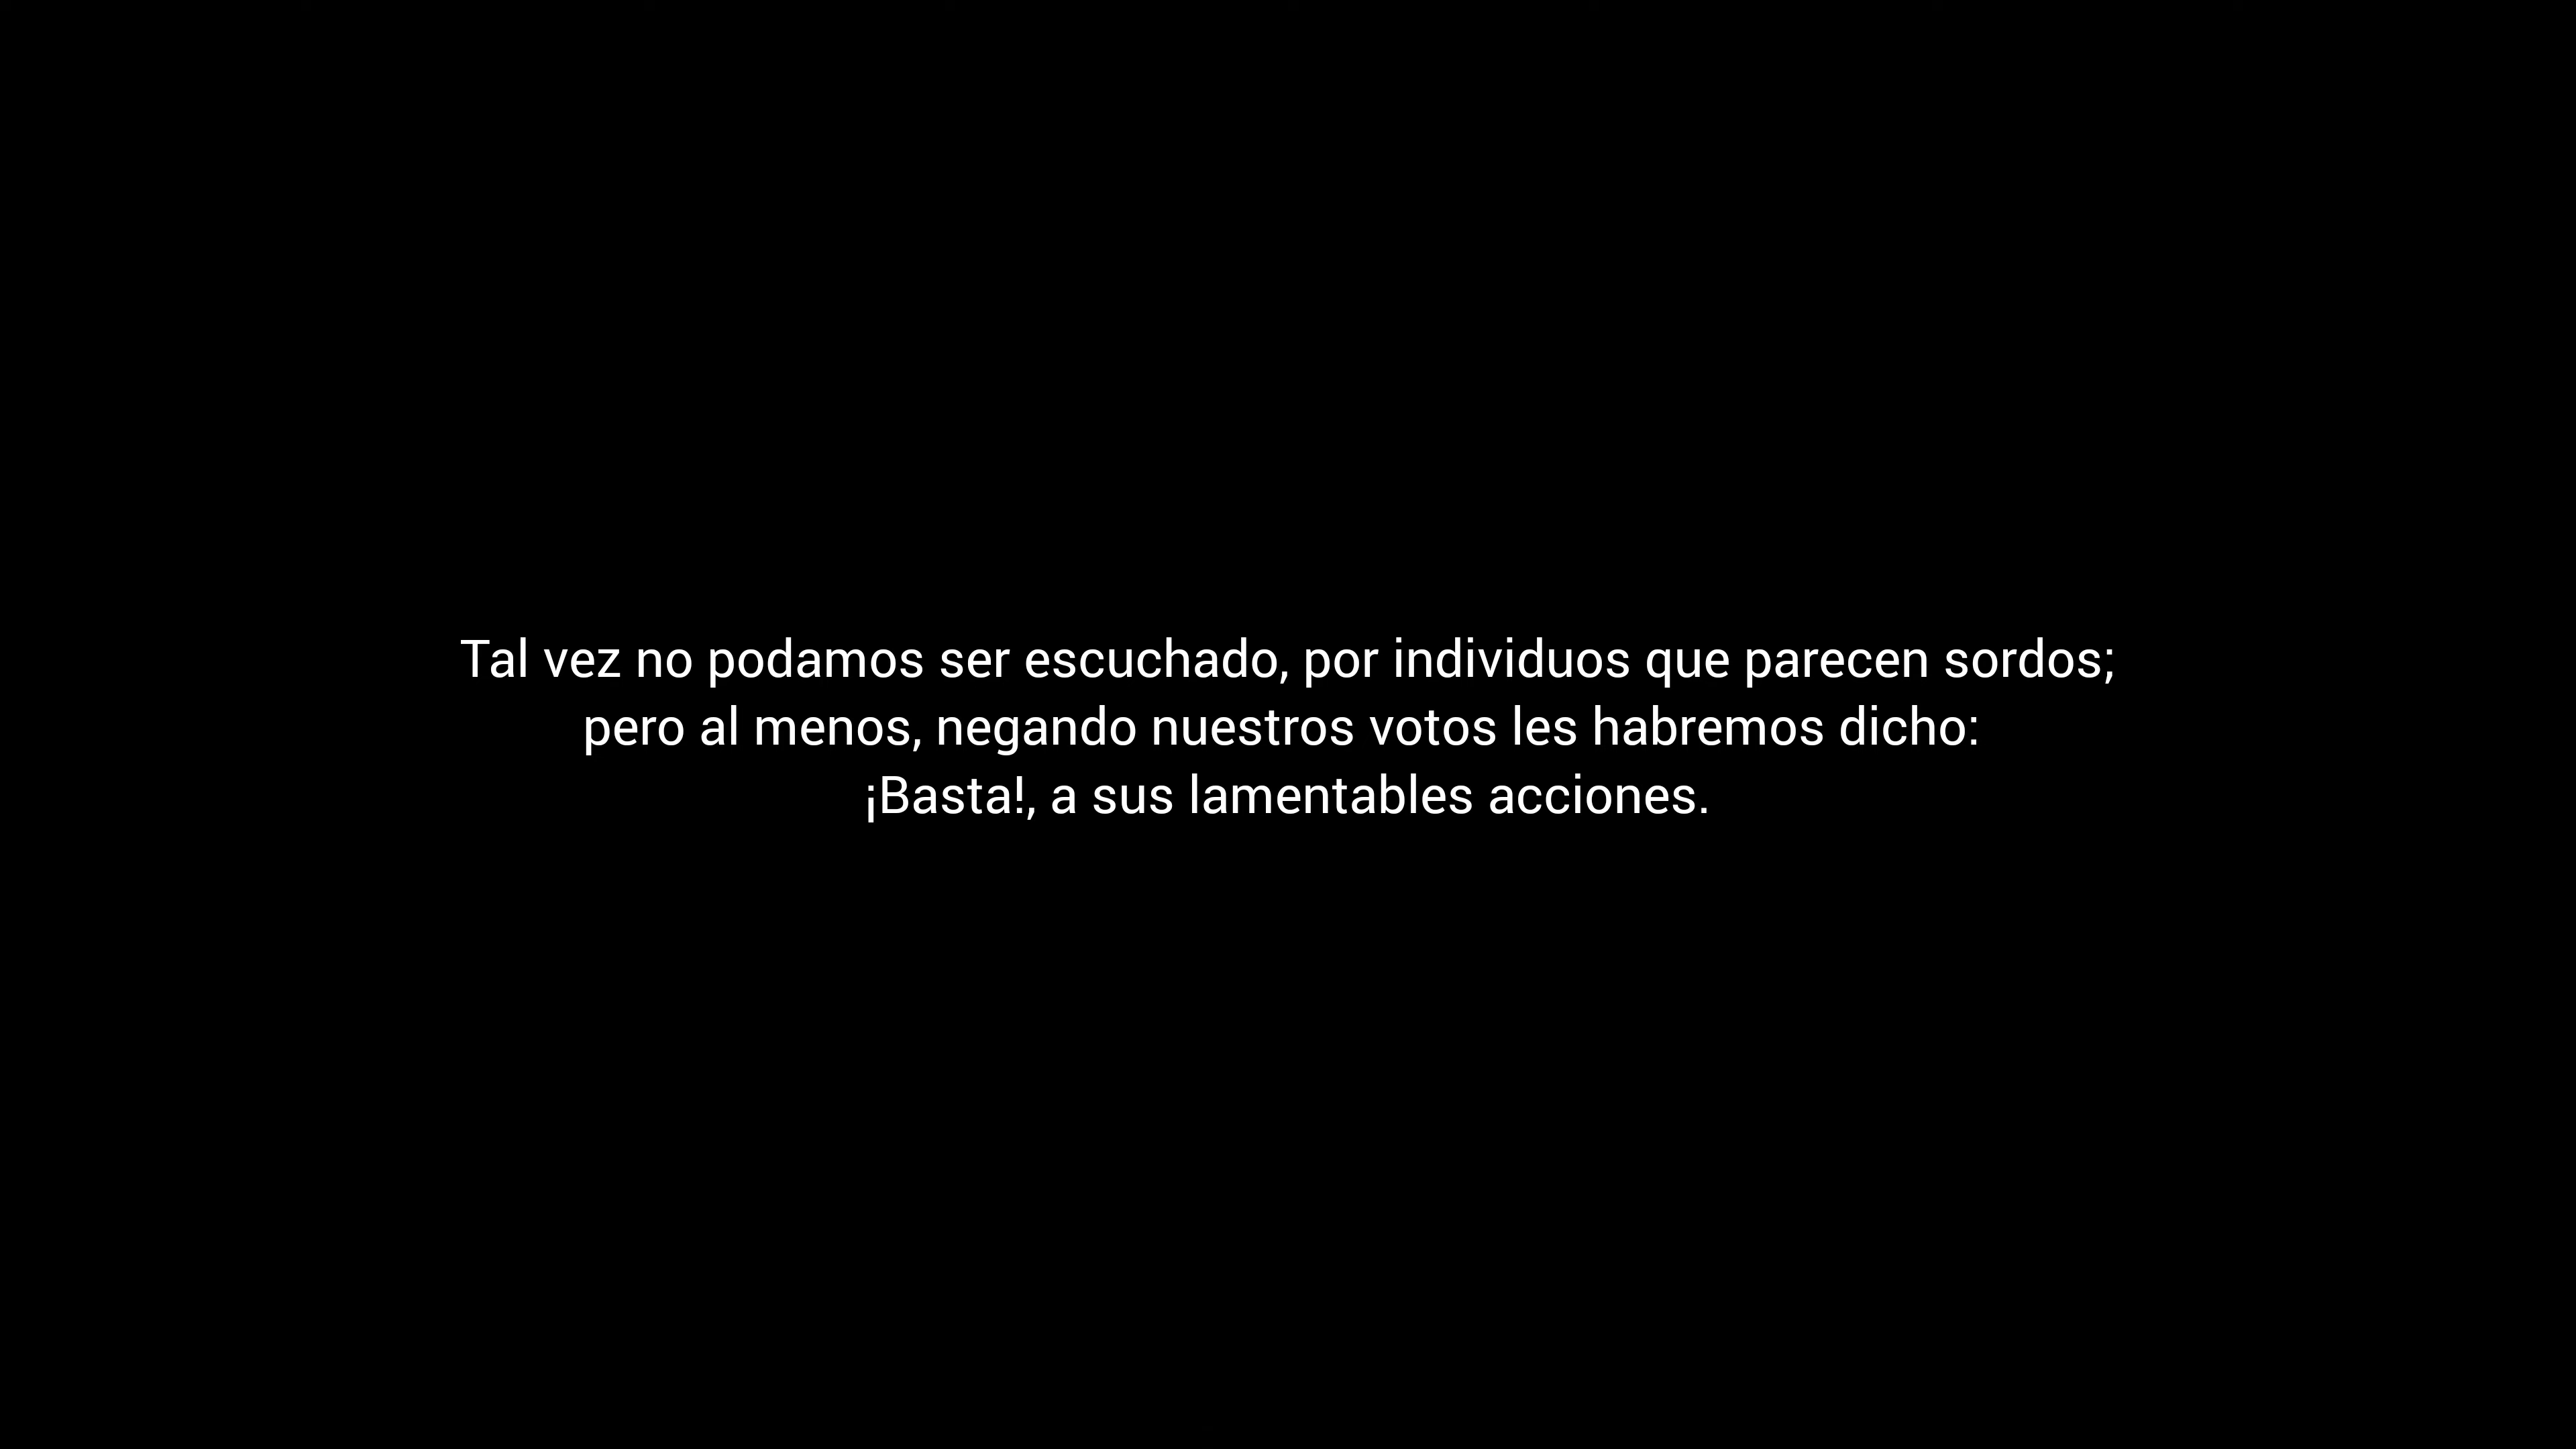 Tal vez no podamos ser escuchado, por individuos que parecen sordos;
pero al menos, negando nuestros votos les habremos dicho:
¡Basta!, a sus lamentables acciones.